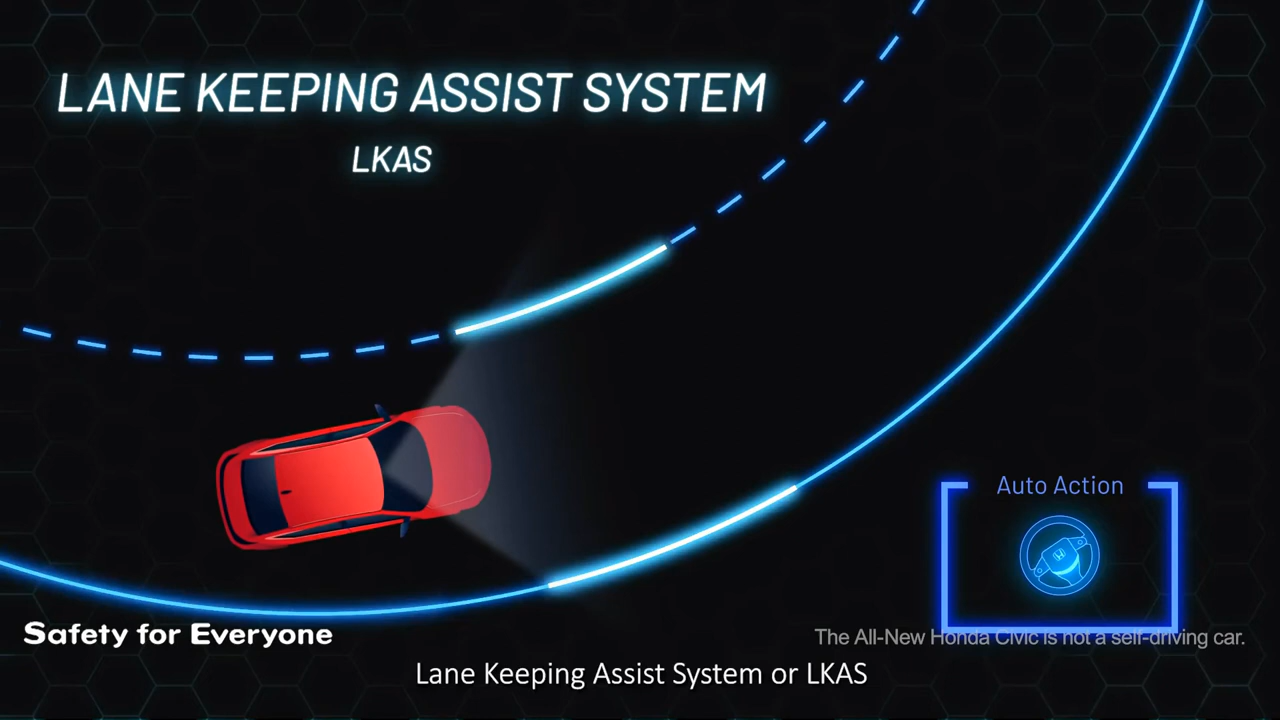 LANE KEEPING ASSIST SYSTEM
LKAS
Auto Action
Safety for Everyone
The All-New Honda Civic is not a self-driving car.
Lane Keeping Assist System or LKAS